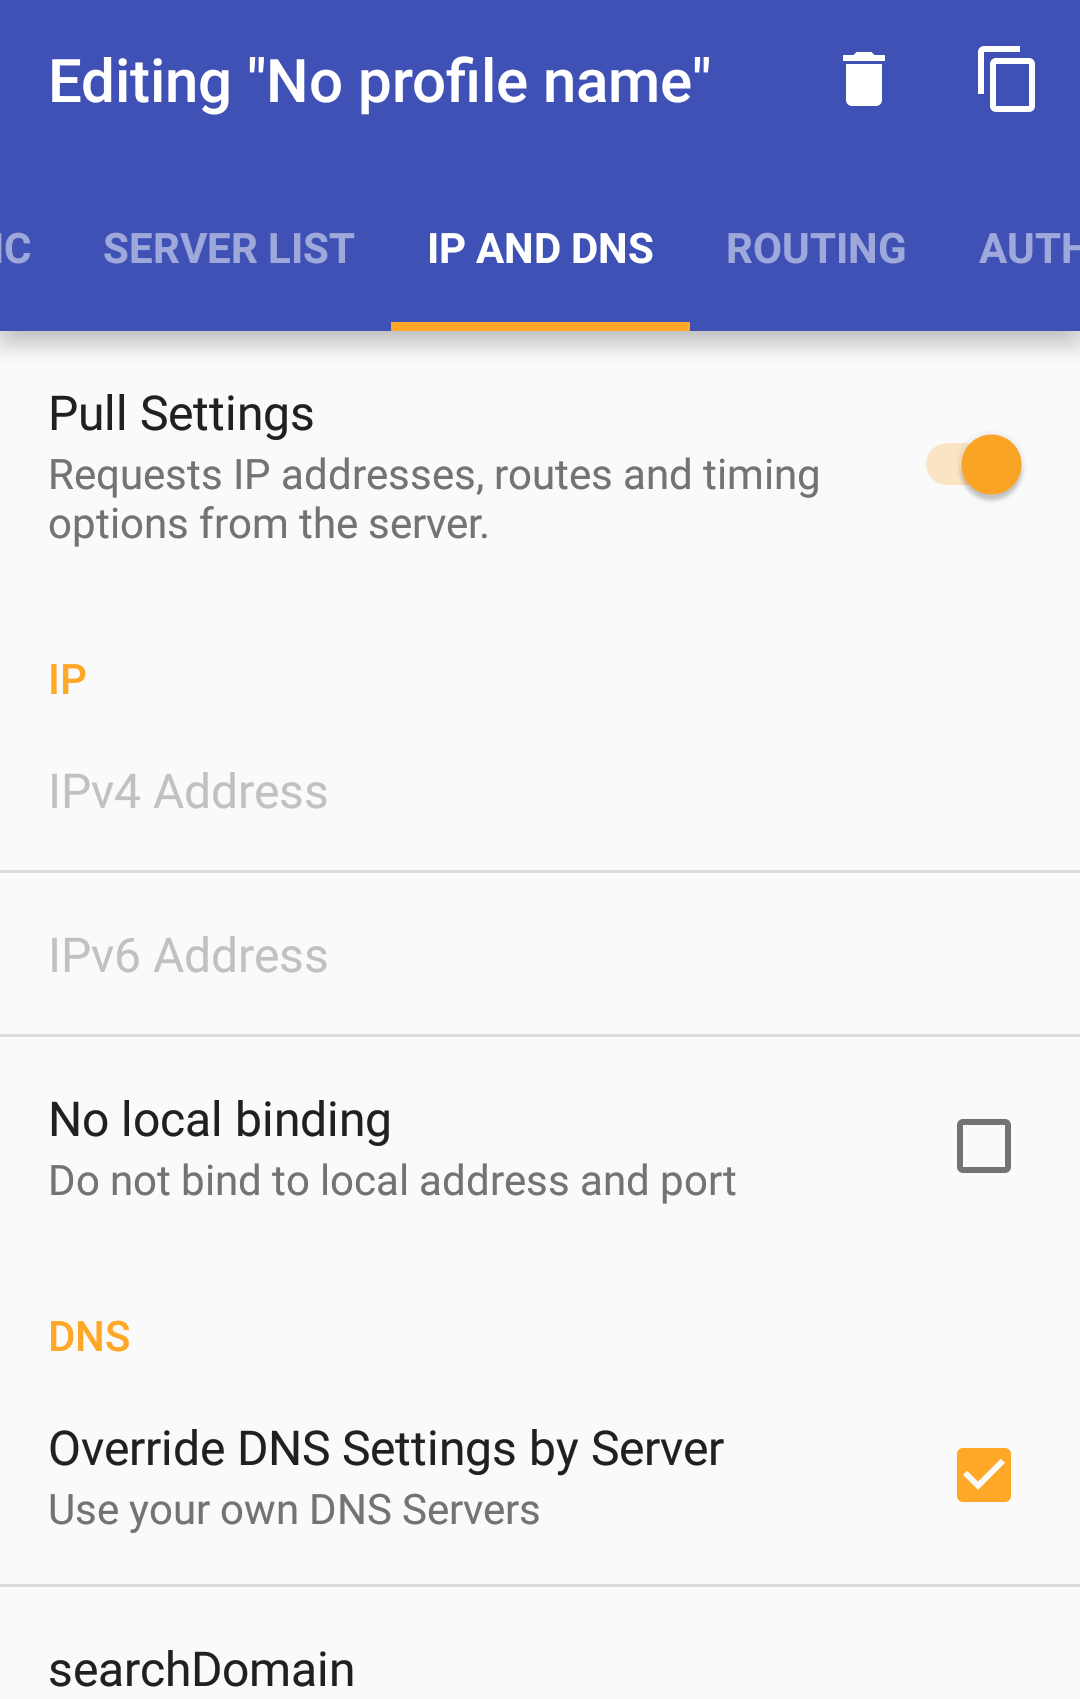 Editing "No profile name"
IC SERVER LIST IP AND DNS ROUTING AUTH
Pull Settings
Requests IP addresses, routes and timing
options from the server.
IP
IPv4 Address
IPv6 Address
No local binding
Do not bind to local address and port
DNS
Override DNS Settings by Server
Use your own DNS Servers
searchDomain